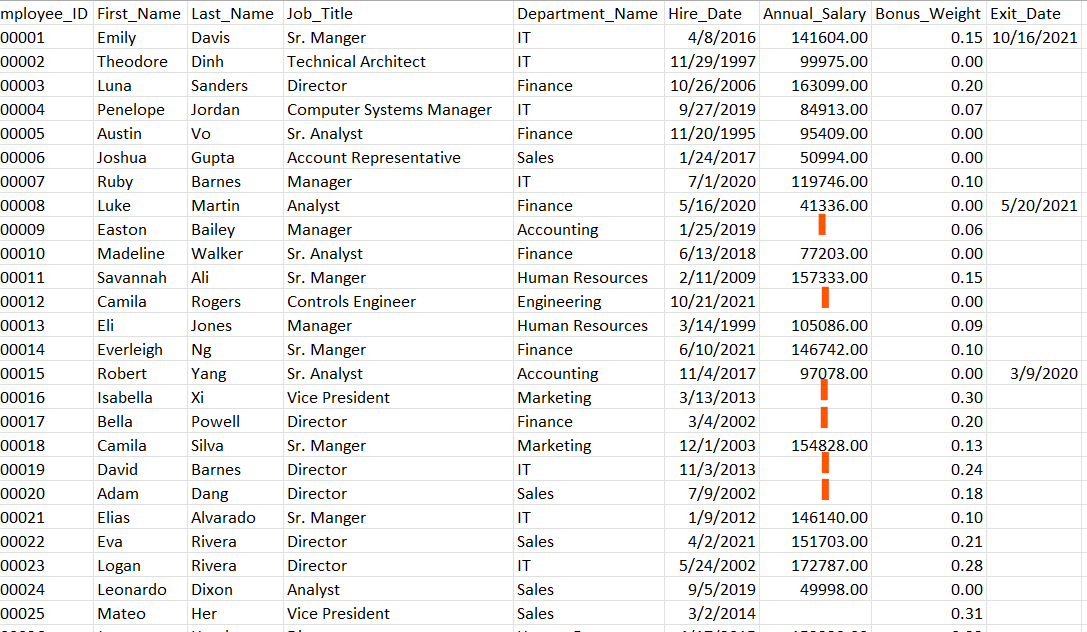 mployee_ID First_Name Last_Name Job_Title Department_Name Hire_Date Annual_Salary Bonus_Weight Exit_Date
00001 Emily Davis Sr. Manger IT 4/8/2016 141604.00 0.15 10/16/2021
00002 Theodore Dinh Technical Architect IT 11/29/1997 99975.00 0.00
00003 Luna Sanders Director Finance 10/26/2006 163099.00 0.20
00004 Penelope Jordan Computer Systems Manager IT 9/27/2019 84913.00 0.07
00005 Austin Vo Sr. Analyst Finance 11/20/1995 95409.00 0.00
00006 Joshua Gupta Account Representative Sales 1/24/2017 50994.00 0.00
00007 Ruby Barnes Manager IT 7/1/2020 119746.00 0.10
00008 Luke Martin Analyst Finance 5/16/2020 41336.00 0.00 5/20/2021
00009 Easton Bailey Manager Accounting 1/25/2019 0.06
00010 Madeline Walker Sr. Analyst Finance 6/13/2018 77203.00 0.00
00011 Savannah Ali Sr. Manger Human Resources 2/11/2009 157333.00 0.15
00012 Camila Rogers Controls Engineer Engineering 10/21/2021 0.00
00013 Eli Jones Manager Human Resources 3/14/1999 105086.00 0.09
00014 Everleigh Ng Sr. Manger Finance 6/10/2021 146742.00 0.10
00015 Robert Yang Sr. Analyst Accounting 11/4/2017 97078.00 0.00 3/9/2020
00016 Isabella Xi Vice President Marketing 3/13/2013 0.30
00017 Bella Powell Director Finance 3/4/2002 0.20
00018 Camila Silva Sr. Manger Marketing 12/1/2003 154828.00 0.13
00019 David Barnes Director IT 11/3/2013 0.24
00020 Adam Dang Director Sales 7/9/2002 0.18
00021 Elias Alvarado Sr. Manger IT 1/9/2012 146140.00 0.10
00022 Eva Rivera Director Sales 4/2/2021 151703.00 0.21
00023 Logan Rivera Director IT 5/24/2002 172787.00 0.28
00024 Leonardo Dixon Analyst Sales 9/5/2019 49998.00 0.00
00025 Mateo Her Vice President Sales 3/2/2014 0.31